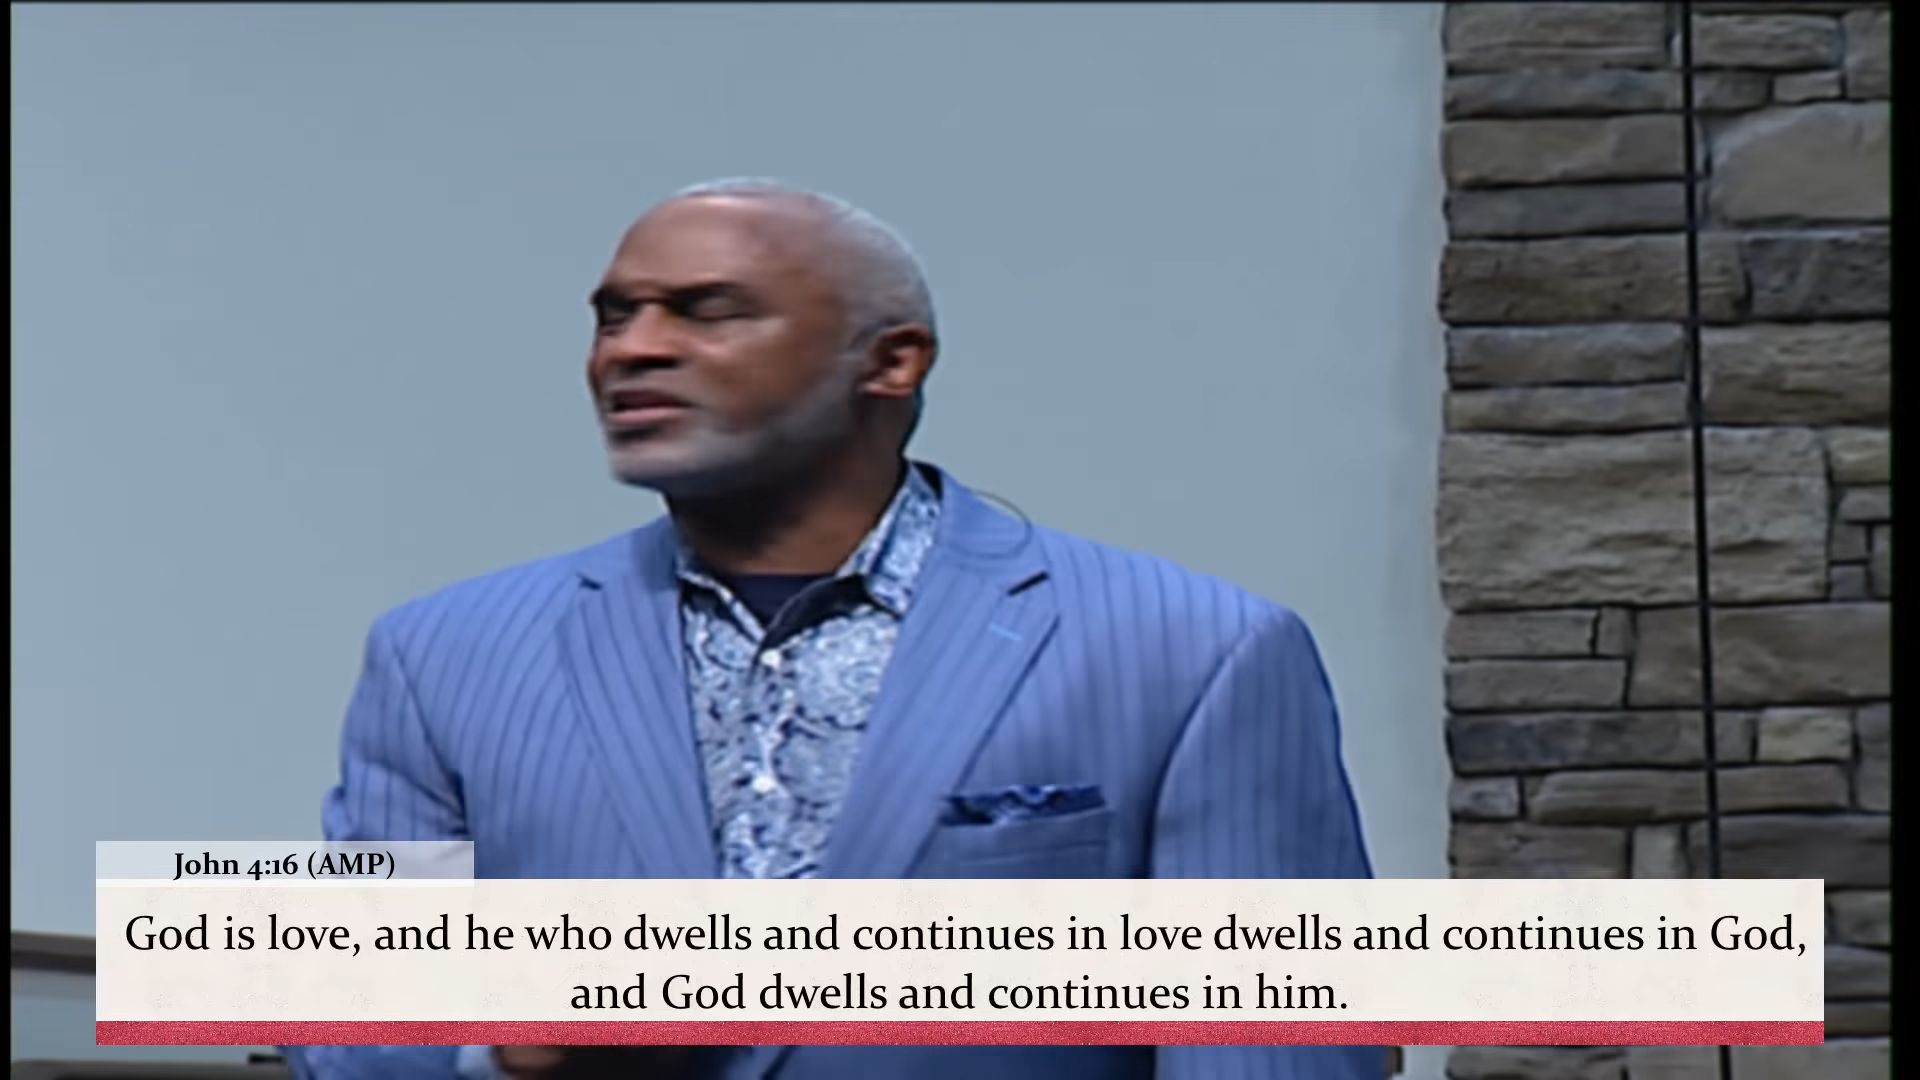 John 4:16 (AMP)
God is love, and he who dwells and continues in love dwells and continues in God,
and God dwells and continues in him.